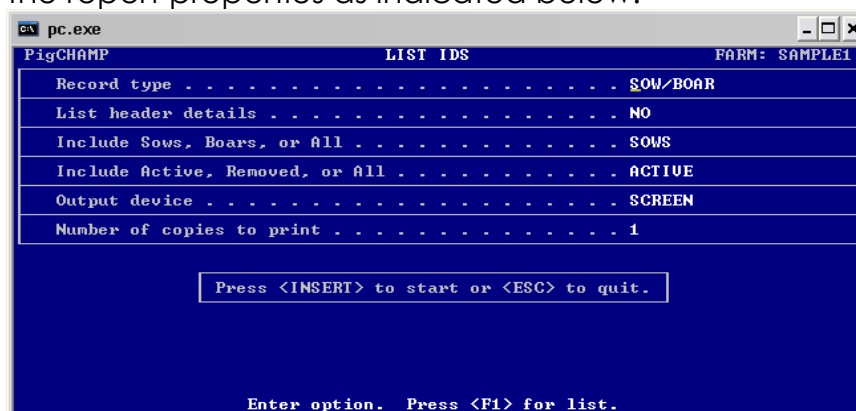 the report properties as indicated below.
pc.exe
PigCHAMP LIST IDS FARM: SAMPLE1
Record type . . . . . . . . . . . . . . . . . . . . . SOW/BOAR
List header details . . . . . . . . . . . . . . . . . NO
Include Sows, Boars, or All . . . . . . . . . . . . . SOWS
Include Active, Removed, or All . . . . . . . . . . . ACTIVE
Output device . . . . . . . . . . . . . . . . . . . . SCREEN
Number of copies to print . . . . . . . . . . . . . . 1
Press <INSERT> to start or <ESC> to quit.
Enter option. Press <F1> for list.